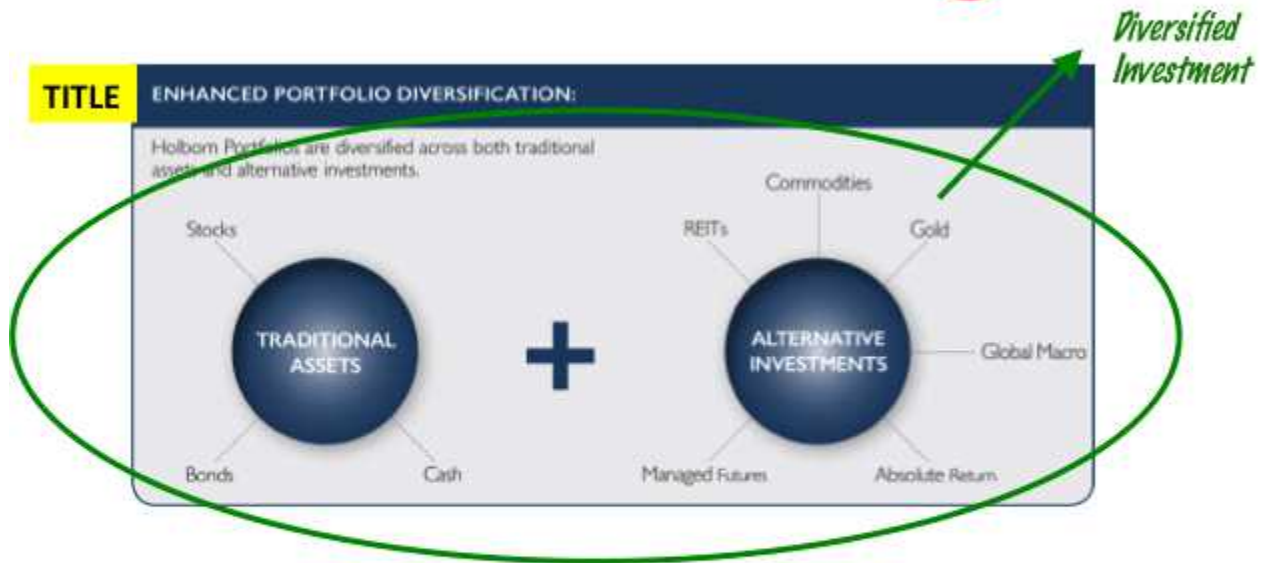 Diversified
Investment
TITLE
ENHANCED PORTFOLIO DIVERSIFICATION:
Holborn Portfolios are diversified across both traditional
assets and alternative investments.
Commodities
Stocks
REITs
Gold
TRADITIONAL
ASSETS
+
ALTERNATIVE
INVESTMENTS
Global Macro
Bonds
Cash
Managed Futures
Absolute Return